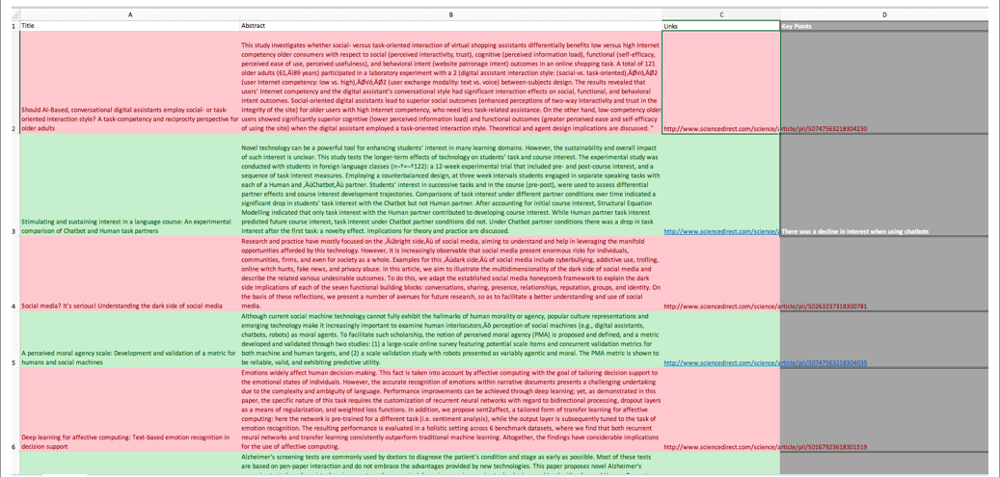 A B C D
1 Title Abstract Links Key Points
This study investigates whether social- versus task-oriented interaction of virtual shopping assistants differentially benefits low versus high Internet
competency older consumers with respect to social (perceived interactivity, trust), cognitive (perceived information load), functional (self-efficacy,
perceived ease of use, perceived usefulness), and behavioral intent (website patronage intent) outcomes in an online shopping task. A total of 121
older adults (61‚Äì89 years) participated in a laboratory experiment with a 2 (digital assistant interaction style: (social-vs. task-oriented)‚ÄØ√ó‚ÄØ2
(user Internet competency: low vs. high)‚ÄØ√ó‚ÄØ2 (user exchange modality: text vs. voice) between-subjects design. The results revealed that
users' Internet competency and the digital assistant's conversational style had significant interaction effects on social, functional, and behavioral
intent outcomes. Social-oriented digital assistants lead to superior social outcomes (enhanced perceptions of two-way interactivity and trust in the
Should AI-Based, conversational digital assistants employ social- or task- integrity of the site) for older users with high Internet competency, who need less task-related assistance. On the other hand, low-competency older
oriented interaction style? A task-competency and reciprocity perspective for users showed significantly superior cognitive (lower perceived information load) and functional outcomes (greater perceived ease and self-efficacy
2 older adults of using the site) when the digital assistant employed a task-oriented interaction style. Theoretical and agent design implications are discussed. " http://www.sciencedirect.com/science/article/pii/S0747563218304230
Novel technology can be a powerful tool for enhancing students' interest in many learning domains. However, the sustainability and overall impact
of such interest is unclear. This study tests the longer-term effects of technology on students' task and course interest. The experimental study was
conducted with students in foreign language classes (n¬†=¬†122): a 12-week experimental trial that included pre- and post-course interest, and a
sequence of task interest measures. Employing a counterbalanced design, at three week intervals students engaged in separate speaking tasks with
each of a Human and ‚ÄúChatbot‚Äù partner. Students' interest in successive tasks and in the course (pre-post), were used to assess differential
partner effects and course interest development trajectories. Comparisons of task interest under different partner conditions over time indicated a
significant drop in students' task interest with the Chatbot but not Human partner. After accounting for initial course interest, Structural Equation
Modelling indicated that only task interest with the Human partner contributed to developing course interest. While Human partner task interest
Stimulating and sustaining interest in a language course: An experimental predicted future course interest, task interest under Chatbot partner conditions did not. Under Chatbot partner conditions there was a drop in task
3 comparison of Chatbot and Human task partners interest after the first task: a novelty effect. Implications for theory and practice are discussed. http://www.sciencedirect.com/science/a There was a decline in interest when using chatbots
Research and practice have mostly focused on the ‚Äúbright side‚Äù of social media, aiming to understand and help in leveraging the manifold
opportunities afforded by this technology. However, it is increasingly observable that social media present enormous risks for individuals,
communities, firms, and even for society as a whole. Examples for this ‚Äúdark side‚Äù of social media include cyberbullying, addictive use, trolling,
online witch hunts, fake news, and privacy abuse. In this article, we aim to illustrate the multidimensionality of the dark side of social media and
describe the related various undesirable outcomes. To do this, we adapt the established social media honeycomb framework to explain the dark
side implications of each of the seven functional building blocks: conversations, sharing, presence, relationships, reputation, groups, and identity. On
the basis of these reflections, we present a number of avenues for future research, so as to facilitate a better understanding and use of social
4 Social media? It's serious! Understanding the dark side of social media media. http://www.sciencedirect.com/science/article/pii/S0263237318300781
Although current social machine technology cannot fully exhibit the hallmarks of human morality or agency, popular culture representations and
emerging technology make it increasingly important to examine human interlocutors‚Äô perception of social machines (e.g., digital assistants,
chatbots, robots) as moral agents. To facilitate such scholarship, the notion of perceived moral agency (PMA) is proposed and defined, and a metric
developed and validated through two studies: (1) a large-scale online survey featuring potential scale items and concurrent validation metrics for
A perceived moral agency scale: Development and validation of a metric for both machine and human targets, and (2) a scale validation study with robots presented as variably agentic and moral. The PMA metric is shown to
5 humans and social machines be reliable, valid, and exhibiting predictive utility. http://www.sciencedirect.com/science/article/pii/S0747563218304035
Emotions widely affect human decision-making. This fact is taken into account by affective computing with the goal of tailoring decision support to
the emotional states of individuals. However, the accurate recognition of emotions within narrative documents presents a challenging undertaking
due to the complexity and ambiguity of language. Performance improvements can be achieved through deep learning; yet, as demonstrated in this
paper, the specific nature of this task requires the customization of recurrent neural networks with regard to bidirectional processing, dropout layers
as a means of regularization, and weighted loss functions. In addition, we propose sent2affect, a tailored form of transfer learning for affective
computing: here the network is pre-trained for a different task (i.e. sentiment analysis), while the output layer is subsequently tuned to the task of
emotion recognition. The resulting performance is evaluated in a holistic setting across 6 benchmark datasets, where we find that both recurrent
Deep learning for affective computing: Text-based emotion recognition in neural networks and transfer learning consistently outperform traditional machine learning. Altogether, the findings have considerable implications
6 decision support for the use of affective computing. http://www.sciencedirect.com/science/article/pii/S0167923618301519
Alzheimer's screening tests are commonly used by doctors to diagnose the patient's condition and stage as early as possible. Most of these tests
are based on pen-paper interaction and do not embrace the advantages provided by new technologies. This paper proposes novel Alzheimer's